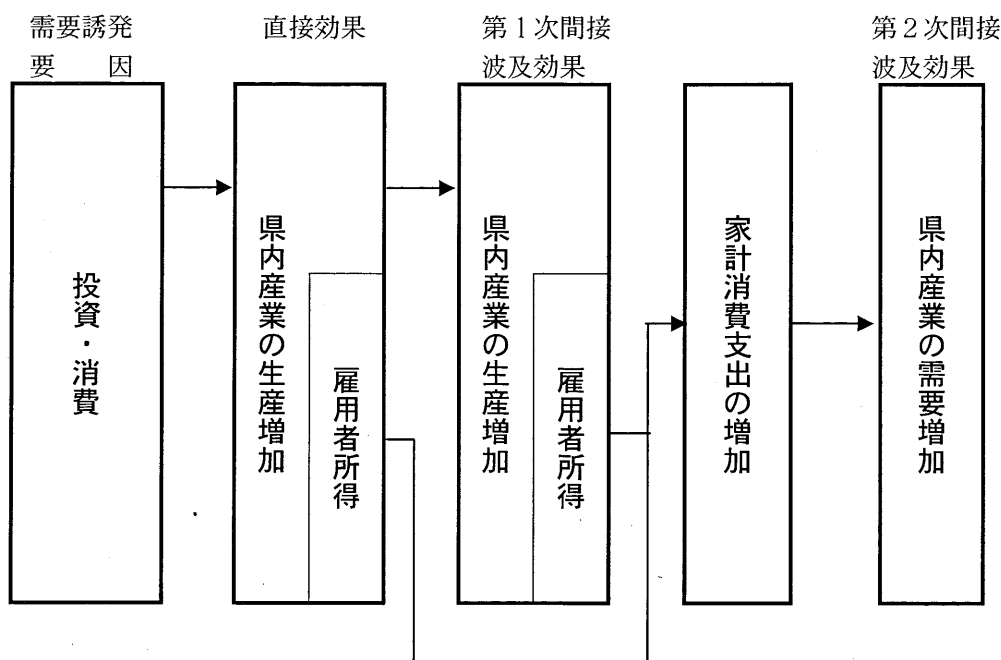 需要誘発
要　因
直接効果
第１次間接
波及効果
第２次間接
波及効果
投資・消費
県内産業の生産増加
雇用者所得
県内産業の生産増加
雇用者所得
家計消費支出の増加
県内産業の需要増加